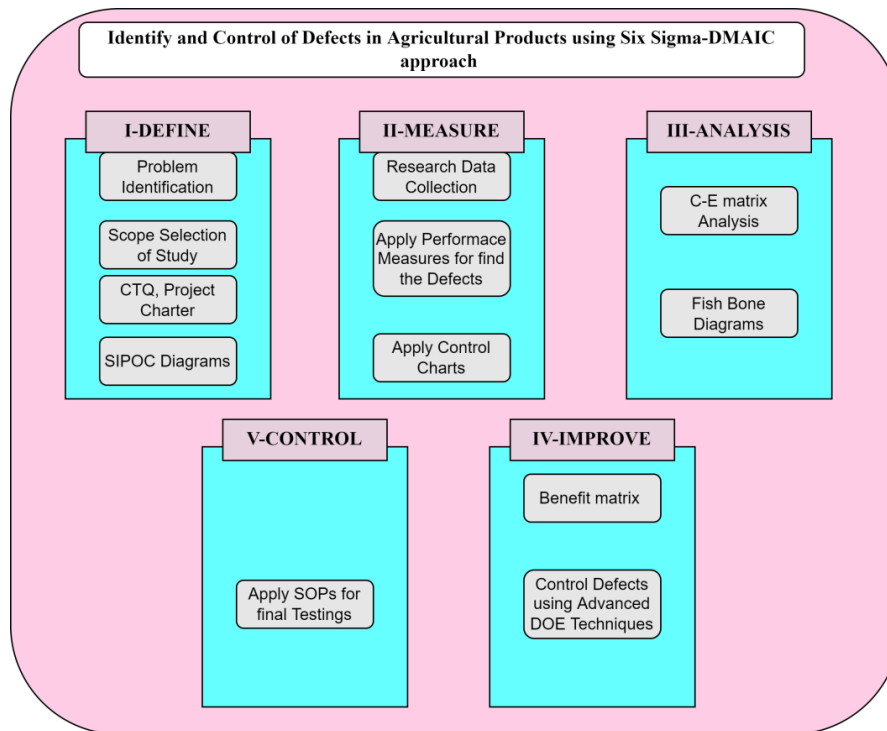 Identify and Control of Defects in Agricultural Products using Six Sigma-DMAIC
approach
I-DEFINE
Problem
Identification
Scope Selection
of Study
CTQ, Project
Charter
SIPOC Diagrams
II-MEASURE
Research Data
Collection
Apply Performace
Measures for find
the Defects
Apply Control
Charts
III-ANALYSIS
C-E matrix
Analysis
Fish Bone
Diagrams
V-CONTROL
Apply SOPs for
final Testings
IV-IMPROVE
Benefit matrix
Control Defects
using Advanced
DOE Techniques